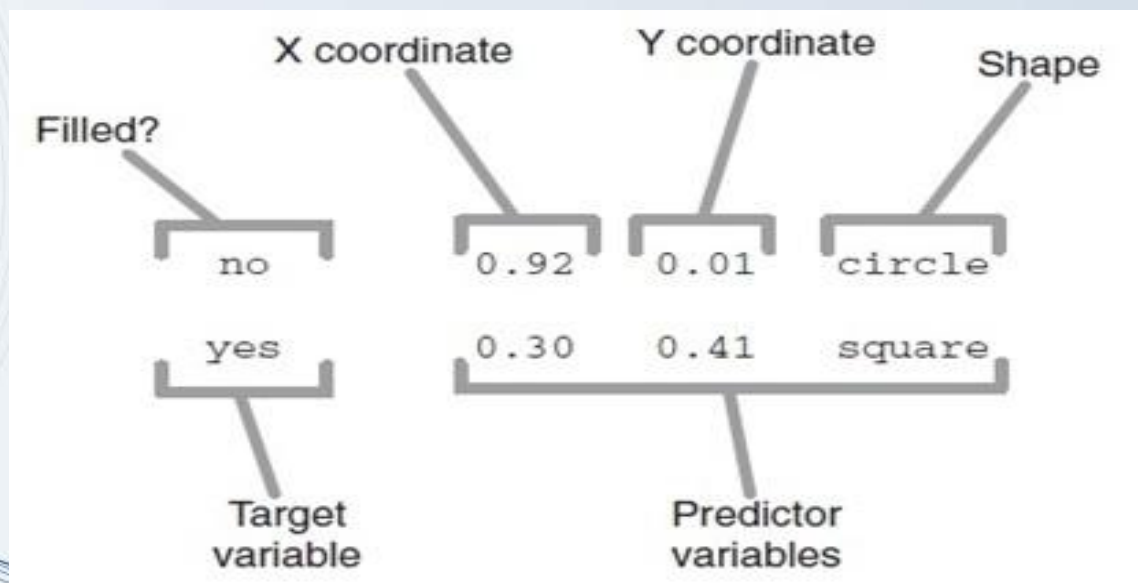 X coordinate
Y coordinate
Shape
Filled?
no 0.92 0.01 circle
yes 0.30 0.41 square
Target
variable
Predictor
variables